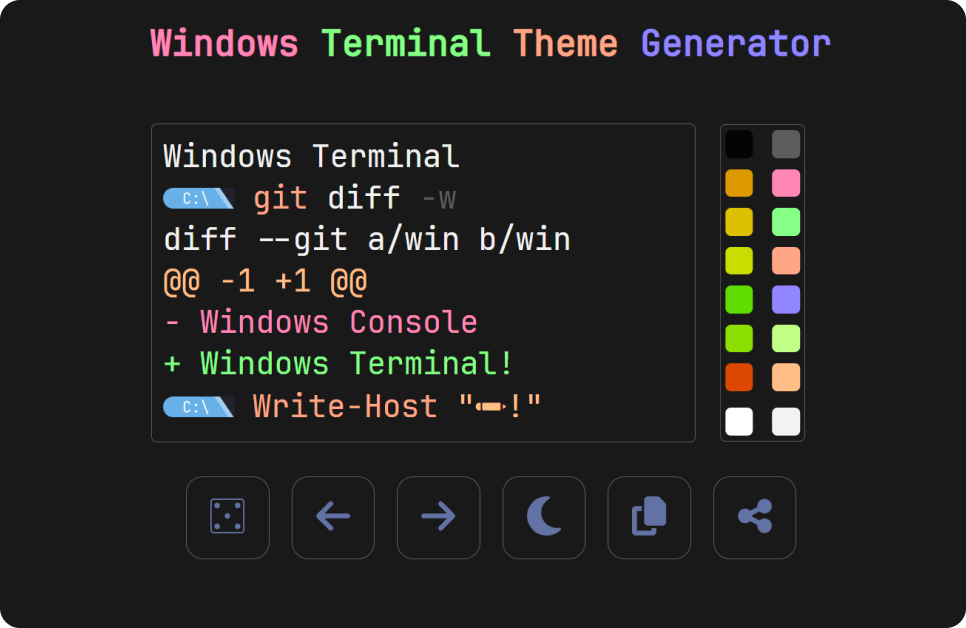 Windows Terminal Theme Generator
Windows Terminal
C:\ git diff -w
diff --git a/win b/win
@@ -1 +1 @@
- Windows Console
+ Windows Terminal!
C:\ Write-Host "!"